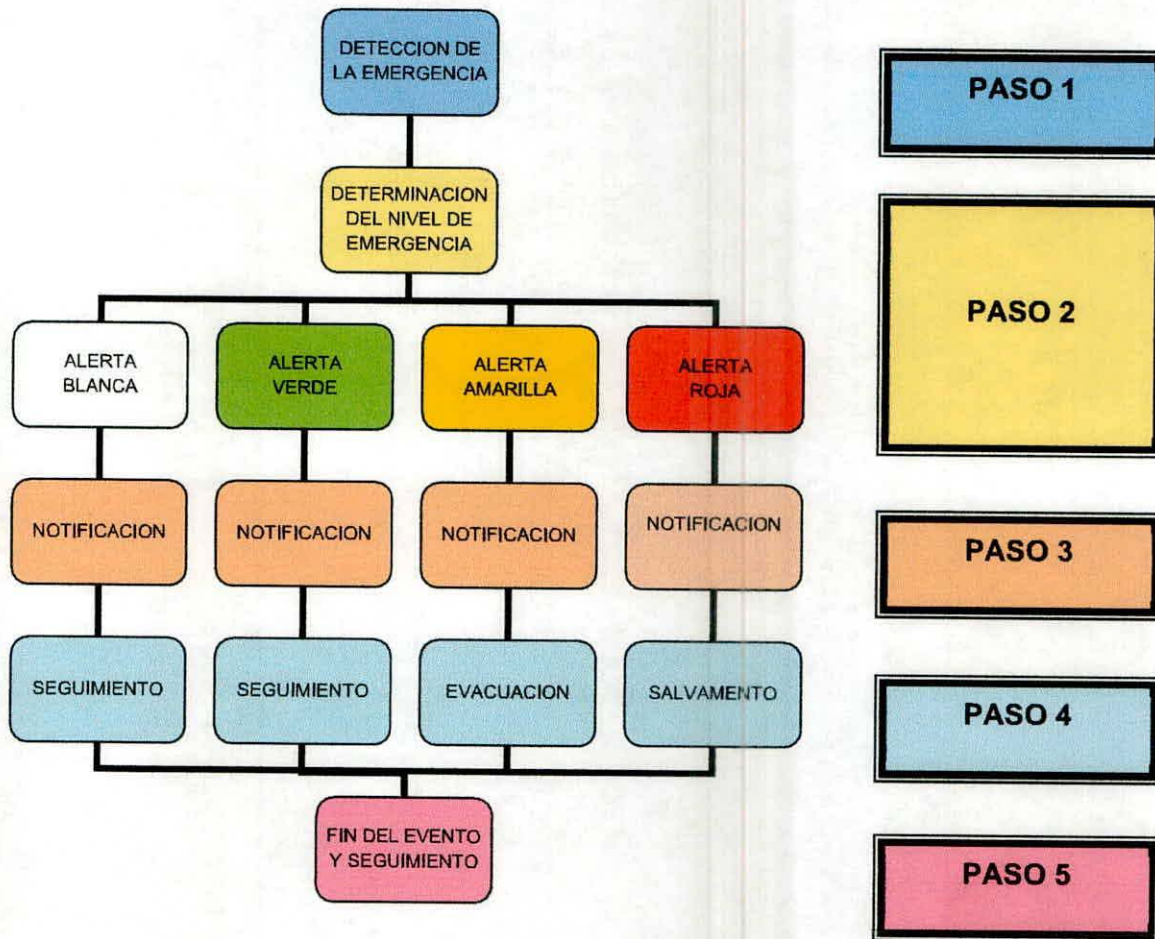 DETECCION DE
LA EMERGENCIA
PASO 1
DETERMINACION
DEL NIVEL DE
EMERGENCIA
PASO 2
ALERTA
BLANCA
ALERTA
VERDE
ALERTA
AMARILLA
ALERTA
ROJA
NOTIFICACION
NOTIFICACION
NOTIFICACION
NOTIFICACION
PASO 3
SEGUIMIENTO
SEGUIMIENTO
EVACUACION
SALVAMENTO
PASO 4
FIN DEL EVENTO
Y SEGUIMIENTO
PASO 5